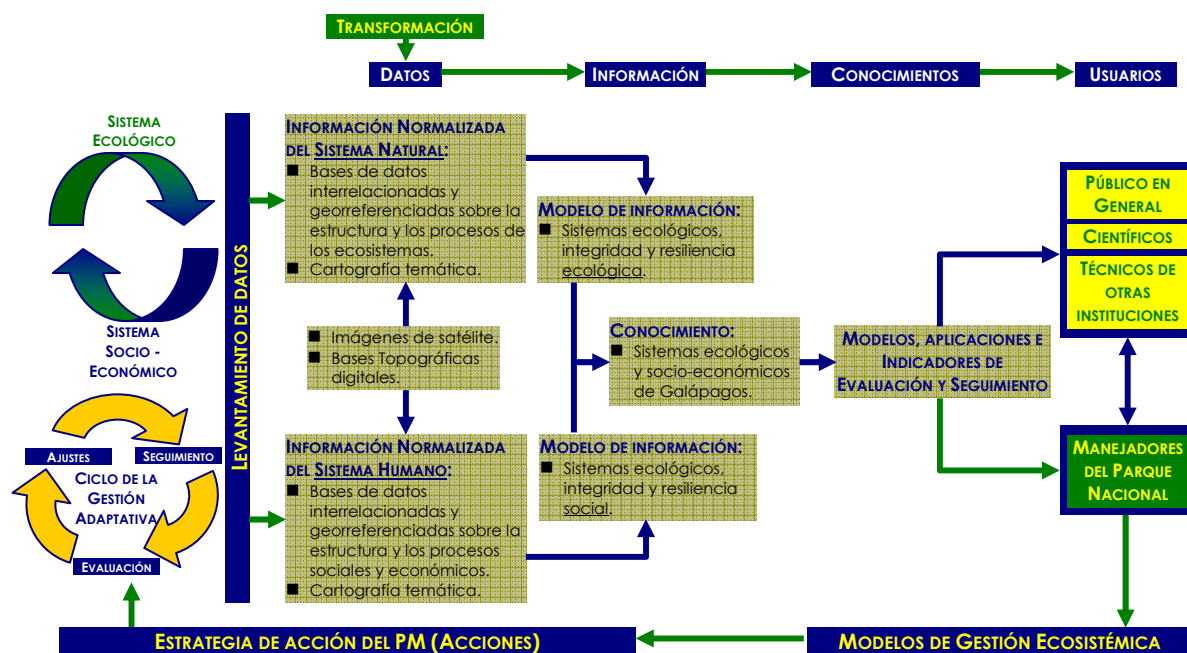 TRANSFORMACIÓN
DATOS
INFORMACIÓN
CONOCIMIENTOS
USUARIOS
SISTEMA
ECOLÓGICO
SISTEMA
SOCIO -
ECONÓMICO
AJUSTES
SEGUIMIENTO
CICLO DE LA
GESTIÓN
ADAPTATIVA
EVALUACIÓN
LEVANTAMIENTO DE DATOS
INFORMACIÓN NORMALIZADA
DEL SISTEMA NATURAL:
■ Bases de datos
interrelacionadas y
georreferenciadas sobre la
estructura y los procesos de
los ecosistemas.
■ Cartografía temática.
■ Imágenes de satélite.
■ Bases Topográficas
digitales.
INFORMACIÓN NORMALIZADA
DEL SISTEMA HUMANO:
■ Bases de datos
interrelacionadas y
georreferenciadas sobre la
estructura y los procesos
sociales y económicos.
■ Cartografía temática.
MODELO DE INFORMACIÓN:
■ Sistemas ecológicos,
integridad y resiliencia
ecológica.
CONOCIMIENTO:
■ Sistemas ecológicos
y socio-económicos
de Galápagos.
MODELO DE INFORMACIÓN:
■ Sistemas ecológicos,
integridad y resiliencia
social.
MODELOS, APLICACIONES E
INDICADORES DE
EVALUACIÓN Y SEGUIMIENTO
PÚBLICO EN
GENERAL
CIENTÍFICOS
TÉCNICOS DE
OTRAS
INSTITUCIONES
MANEJADORES
DEL PARQUE
NACIONAL
ESTRATEGIA DE ACCIÓN DEL PM (ACCIONES)
MODELOS DE GESTIÓN ECOSISTÉMICA